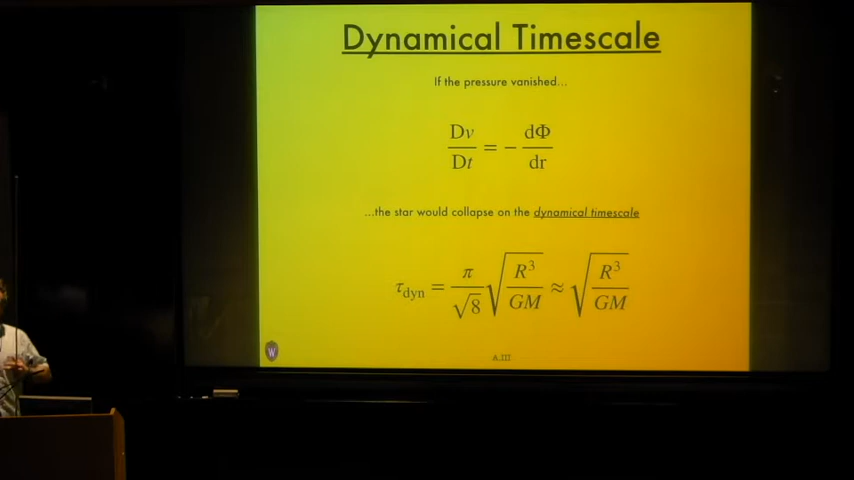 Dynamical Timescale
If the pressure vanished...
Dv/Dt = − dΦ/dr
...the star would collapse on the dynamical timescale
τ_dyn = π/√8 √(R³/GM) ≈ √(R³/GM)
W
A.III